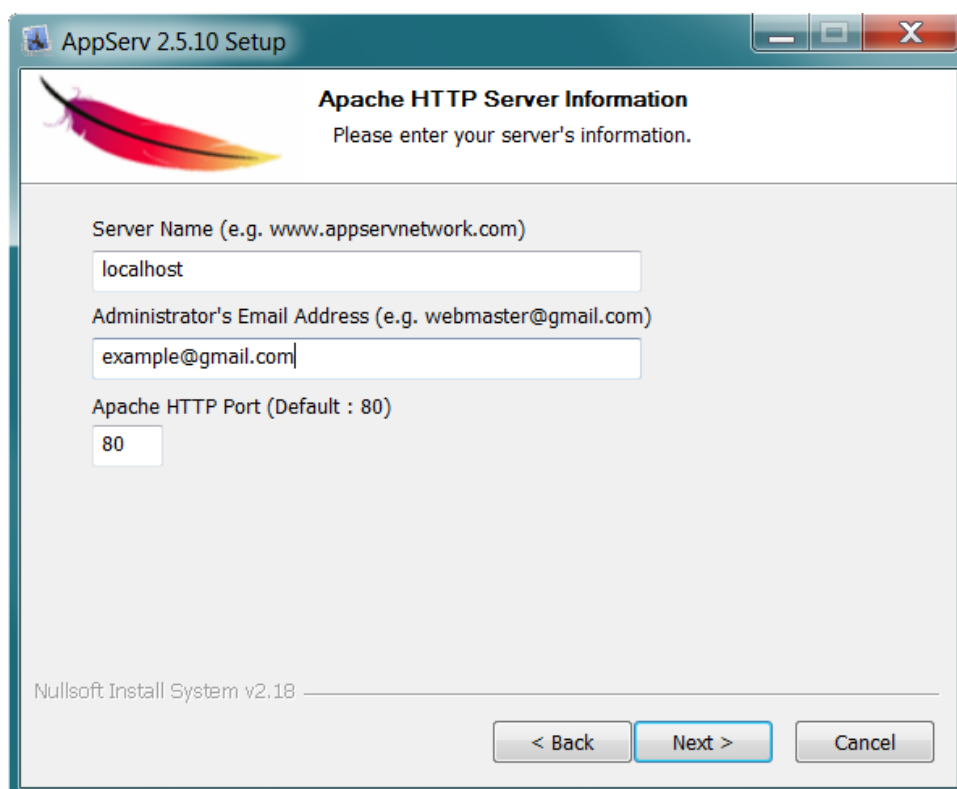 AppServ 2.5.10 Setup
Apache HTTP Server Information
Please enter your server's information.
Server Name (e.g. www.appservnetwork.com)
localhost
Administrator's Email Address (e.g. webmaster@gmail.com)
example@gmail.com
Apache HTTP Port (Default : 80)
80
Nullsoft Install System v2.18
< Back Next > Cancel